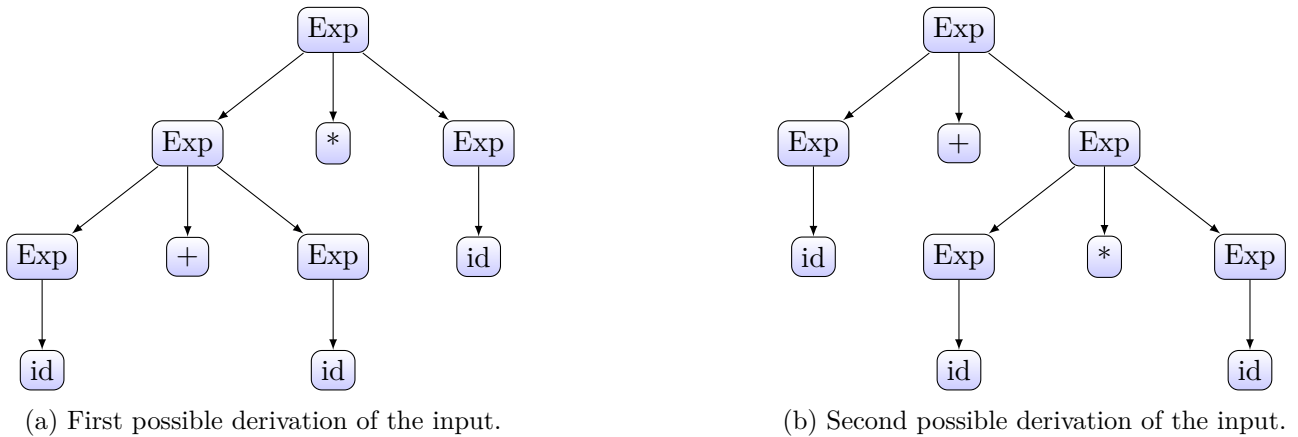 Exp Exp
Exp * Exp Exp + Exp
Exp + Exp id id Exp * Exp
id id id id
(a) First possible derivation of the input. (b) Second possible derivation of the input.